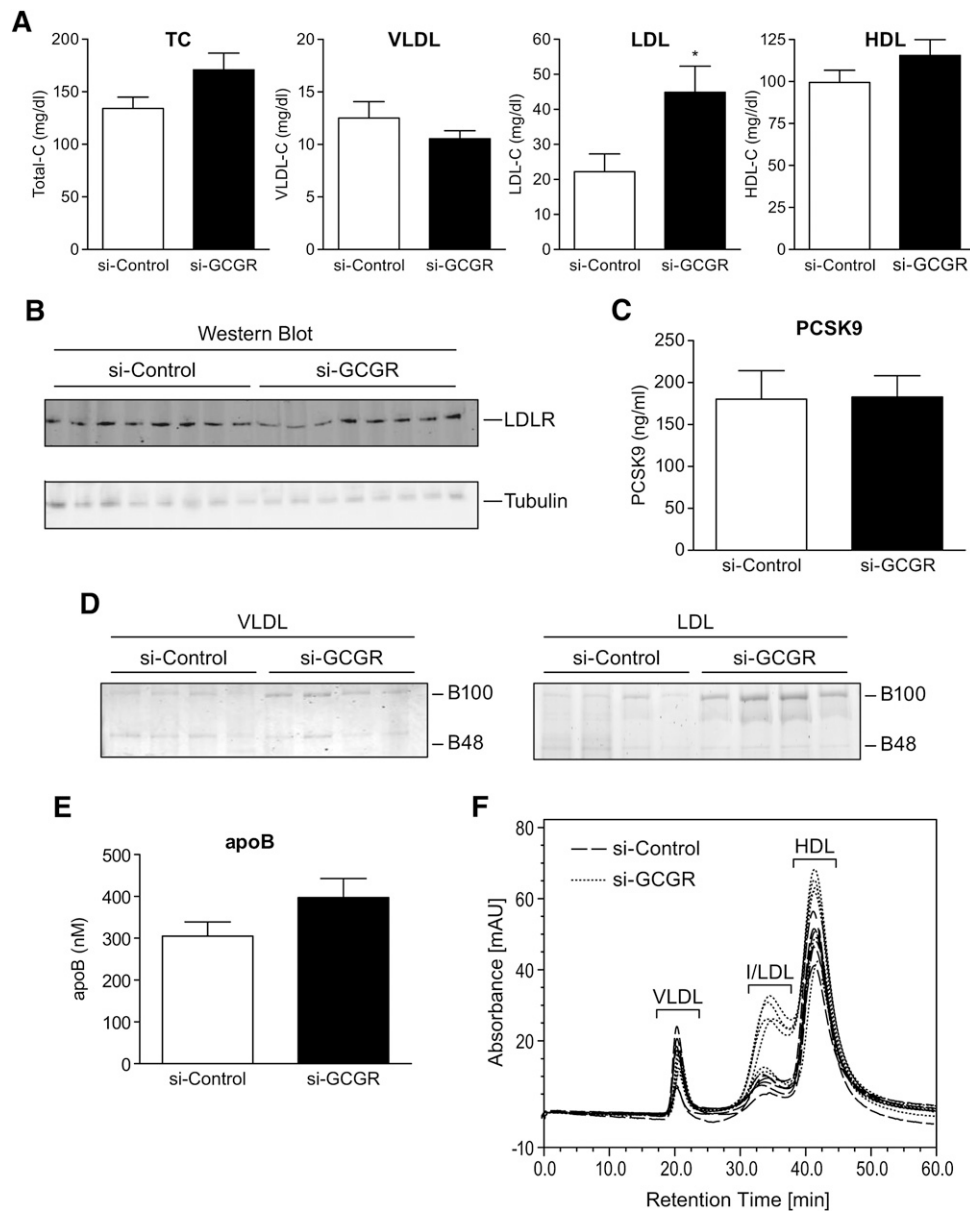 A
TC
Total-C (mg/dl)
200
150
100
50
0
si-Control
si-GCGR
VLDL
VLDL-C (mg/dl)
20
15
10
5
0
si-Control
si-GCGR
LDL
LDL-C (mg/dl)
60
50
40
30
20
10
0
*
si-Control
si-GCGR
HDL
HDL-C (mg//dl)
125
100
75
50
25
0
si-Control
si-GCGR
B
Western Blot
si-Control
si-GCGR
LDLR
Tubulin
C
PCSK9
PCSK9 (ng/ml)
250
200
150
100
50
0
si-Control
si-GCGR
D
VLDL
si-Control
si-GCGR
B100
B48
LDL
si-Control
si-GCGR
B100
B48
E
apoB
apoB (nM)
500
400
300
200
100
0
si-Control
si-GCGR
F
Absorbance [mAU]
80
60
40
20
-10
si-Control
si-GCGR
VLDL
I/LDL
HDL
0.0
10.0
20.0
30.0
40.0
50.0
60.0
Retention Time [min]